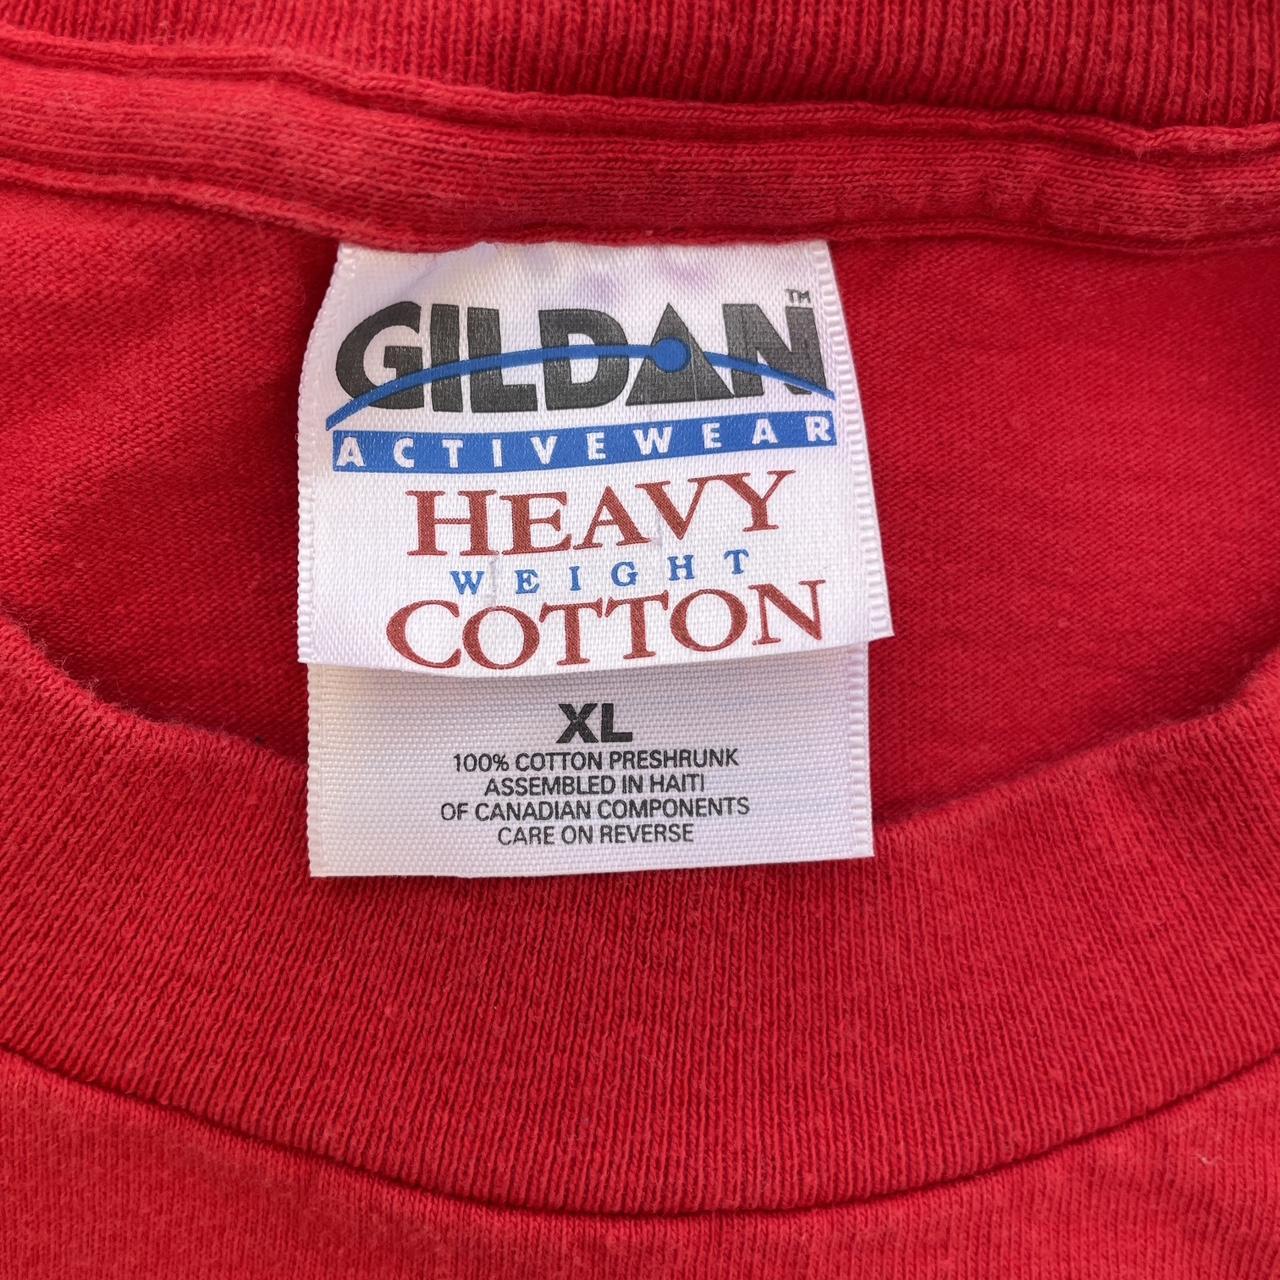 GILDAN™
ACTIVEWEAR
HEAVY
WEIGHT
COTTON
XL
100% COTTON PRESHRUNK
ASSEMBLED IN HAITI
OF CANADIAN COMPONENTS
CARE ON REVERSE